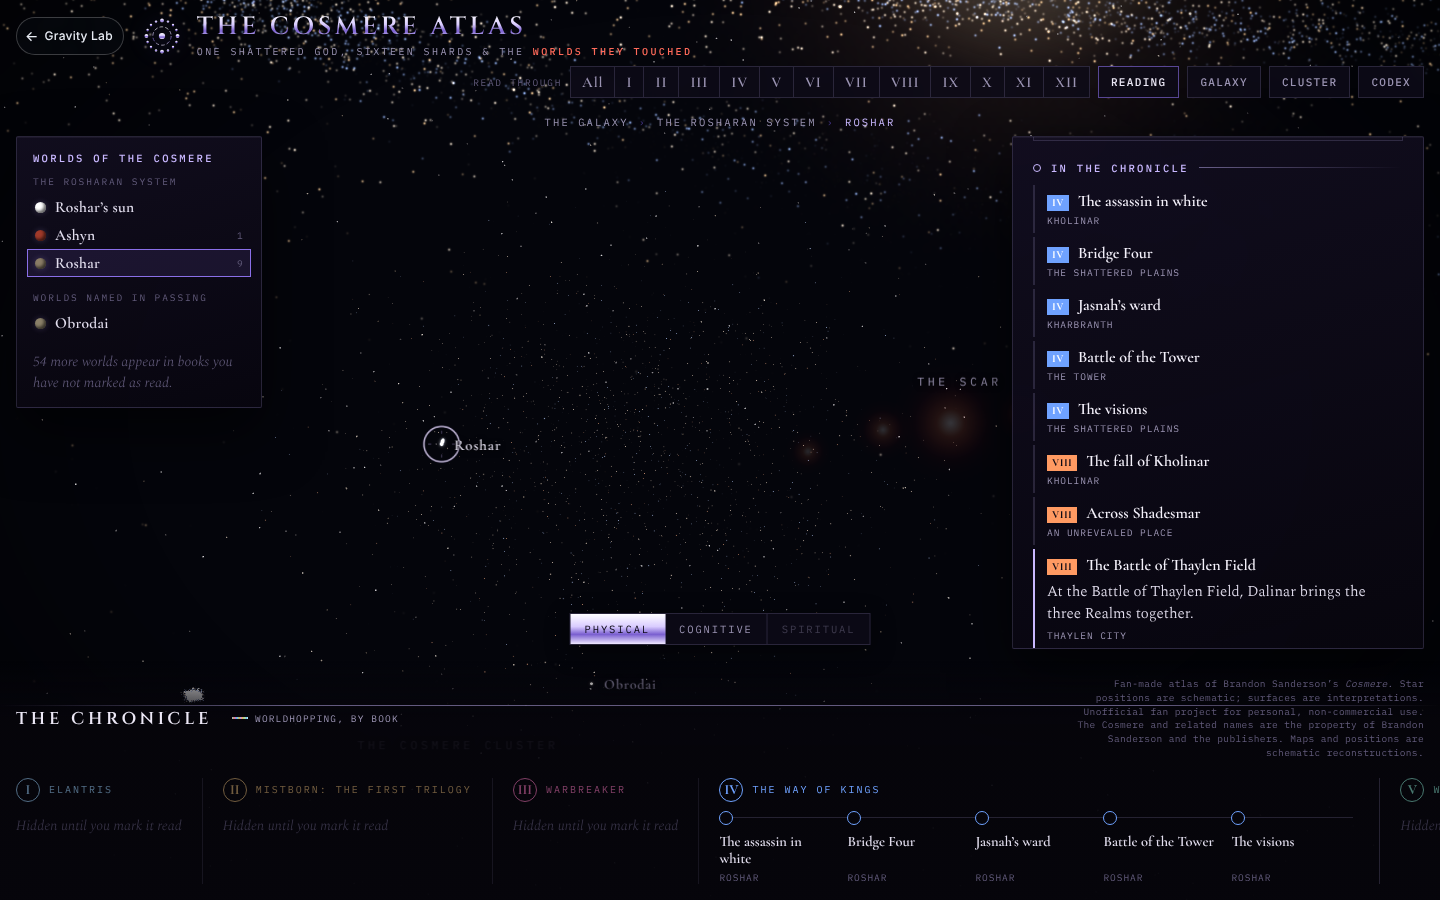 ← Gravity Lab
THE COSMERE ATLAS
ONE SHATTERED GOD, SIXTEEN SHARDS & THE WORLDS THEY TOUCHED
READ THROUGH All I II III IV V VI VII VIII IX X XI XII READING GALAXY CLUSTER CODEX
THE GALAXY THE ROSHARAN SYSTEM ROSHAR
WORLDS OF THE COSMERE
THE ROSHARAN SYSTEM
Roshar’s sun
Ashyn 1
Roshar 9
WORLDS NAMED IN PASSING
Obrodai
54 more worlds appear in books you
have not marked as read.
THE SCAR
Roshar
PHYSICAL COGNITIVE SPIRITUAL
Obrodai
IN THE CHRONICLE
IV The assassin in white
KHOLINAR
IV Bridge Four
THE SHATTERED PLAINS
IV Jasnah’s ward
KHARBRANTH
IV Battle of the Tower
THE TOWER
IV The visions
THE SHATTERED PLAINS
VIII The fall of Kholinar
KHOLINAR
VIII Across Shadesmar
AN UNREVEALED PLACE
VIII The Battle of Thaylen Field
At the Battle of Thaylen Field, Dalinar brings the
three Realms together.
THAYLEN CITY
Fan-made atlas of Brandon Sanderson’s Cosmere. Star
positions are schematic; surfaces are interpretations.
Unofficial fan project for personal, non-commercial use.
The Cosmere and related names are the property of Brandon
Sanderson and the publishers. Maps and positions are
schematic reconstructions.
THE CHRONICLE WORLDHOPPING, BY BOOK
THE COSMERE CLUSTER
I ELANTRIS
Hidden until you mark it read
II MISTBORN: THE FIRST TRILOGY
Hidden until you mark it read
III WARBREAKER
Hidden until you mark it read
IV THE WAY OF KINGS
The assassin in
white
ROSHAR
Bridge Four
ROSHAR
Jasnah’s ward
ROSHAR
Battle of the Tower
ROSHAR
The visions
ROSHAR
V W
Hidden